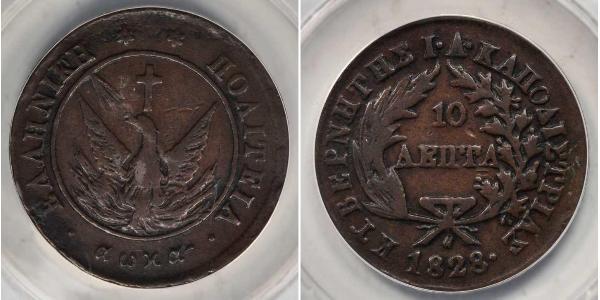 ΕΛΛΗΝΙΚΗ ΠΟΛΙΤΕΙΑ
α ω κ α
ΚΥΒΕΡΝΗΤΗΣ Ι. Α. ΚΑΠΟΔΙΣΤΡΙΑΣ
10
ΛΕΠΤΑ
1828.